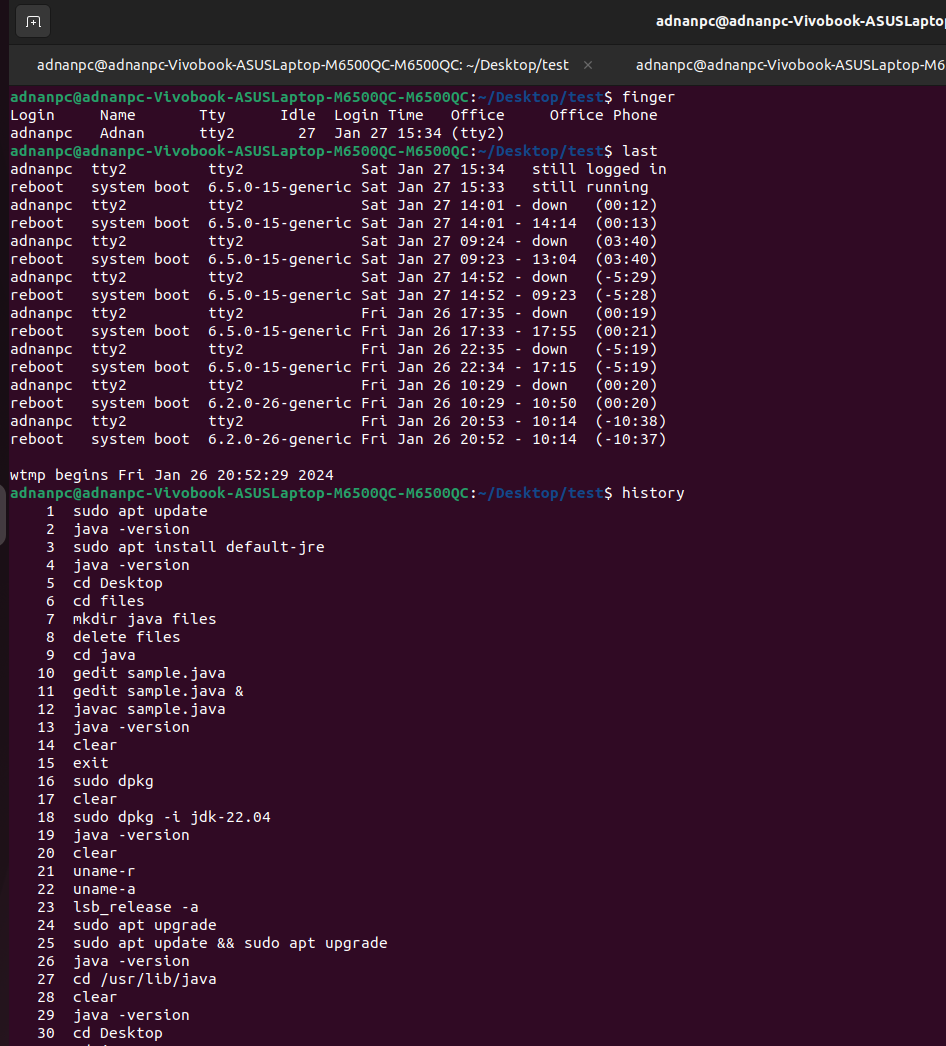 adnanpc@adnanpc-Vivobook-ASUSLapto
adnanpc@adnanpc-Vivobook-ASUSLaptop-M6500QC-M6500QC: ~/Desktop/test × adnanpc@adnanpc-Vivobook-ASUSLaptop-M6
adnanpc@adnanpc-Vivobook-ASUSLaptop-M6500QC-M6500QC:~/Desktop/test$ finger
Login Name Tty Idle Login Time Office Office Phone
adnanpc Adnan tty2 27 Jan 27 15:34 (tty2)
adnanpc@adnanpc-Vivobook-ASUSLaptop-M6500QC-M6500QC:~/Desktop/test$ last
adnanpc tty2 tty2 Sat Jan 27 15:34 still logged in
reboot system boot 6.5.0-15-generic Sat Jan 27 15:33 still running
adnanpc tty2 tty2 Sat Jan 27 14:01 - down (00:12)
reboot system boot 6.5.0-15-generic Sat Jan 27 14:01 - 14:14 (00:13)
adnanpc tty2 tty2 Sat Jan 27 09:24 - down (03:40)
reboot system boot 6.5.0-15-generic Sat Jan 27 09:23 - 13:04 (03:40)
adnanpc tty2 tty2 Sat Jan 27 14:52 - down (-5:29)
reboot system boot 6.5.0-15-generic Sat Jan 27 14:52 - 09:23 (-5:28)
adnanpc tty2 tty2 Fri Jan 26 17:35 - down (00:19)
reboot system boot 6.5.0-15-generic Fri Jan 26 17:33 - 17:55 (00:21)
adnanpc tty2 tty2 Fri Jan 26 22:35 - down (-5:19)
reboot system boot 6.5.0-15-generic Fri Jan 26 22:34 - 17:15 (-5:19)
adnanpc tty2 tty2 Fri Jan 26 10:29 - down (00:20)
reboot system boot 6.2.0-26-generic Fri Jan 26 10:29 - 10:50 (00:20)
adnanpc tty2 tty2 Fri Jan 26 20:53 - 10:14 (-10:38)
reboot system boot 6.2.0-26-generic Fri Jan 26 20:52 - 10:14 (-10:37)
wtmp begins Fri Jan 26 20:52:29 2024
adnanpc@adnanpc-Vivobook-ASUSLaptop-M6500QC-M6500QC:~/Desktop/test$ history
1 sudo apt update
2 java -version
3 sudo apt install default-jre
4 java -version
5 cd Desktop
6 cd files
7 mkdir java files
8 delete files
9 cd java
10 gedit sample.java
11 gedit sample.java &
12 javac sample.java
13 java -version
14 clear
15 exit
16 sudo dpkg
17 clear
18 sudo dpkg -i jdk-22.04
19 java -version
20 clear
21 uname-r
22 uname-a
23 lsb_release -a
24 sudo apt upgrade
25 sudo apt update && sudo apt upgrade
26 java -version
27 cd /usr/lib/java
28 clear
29 java -version
30 cd Desktop